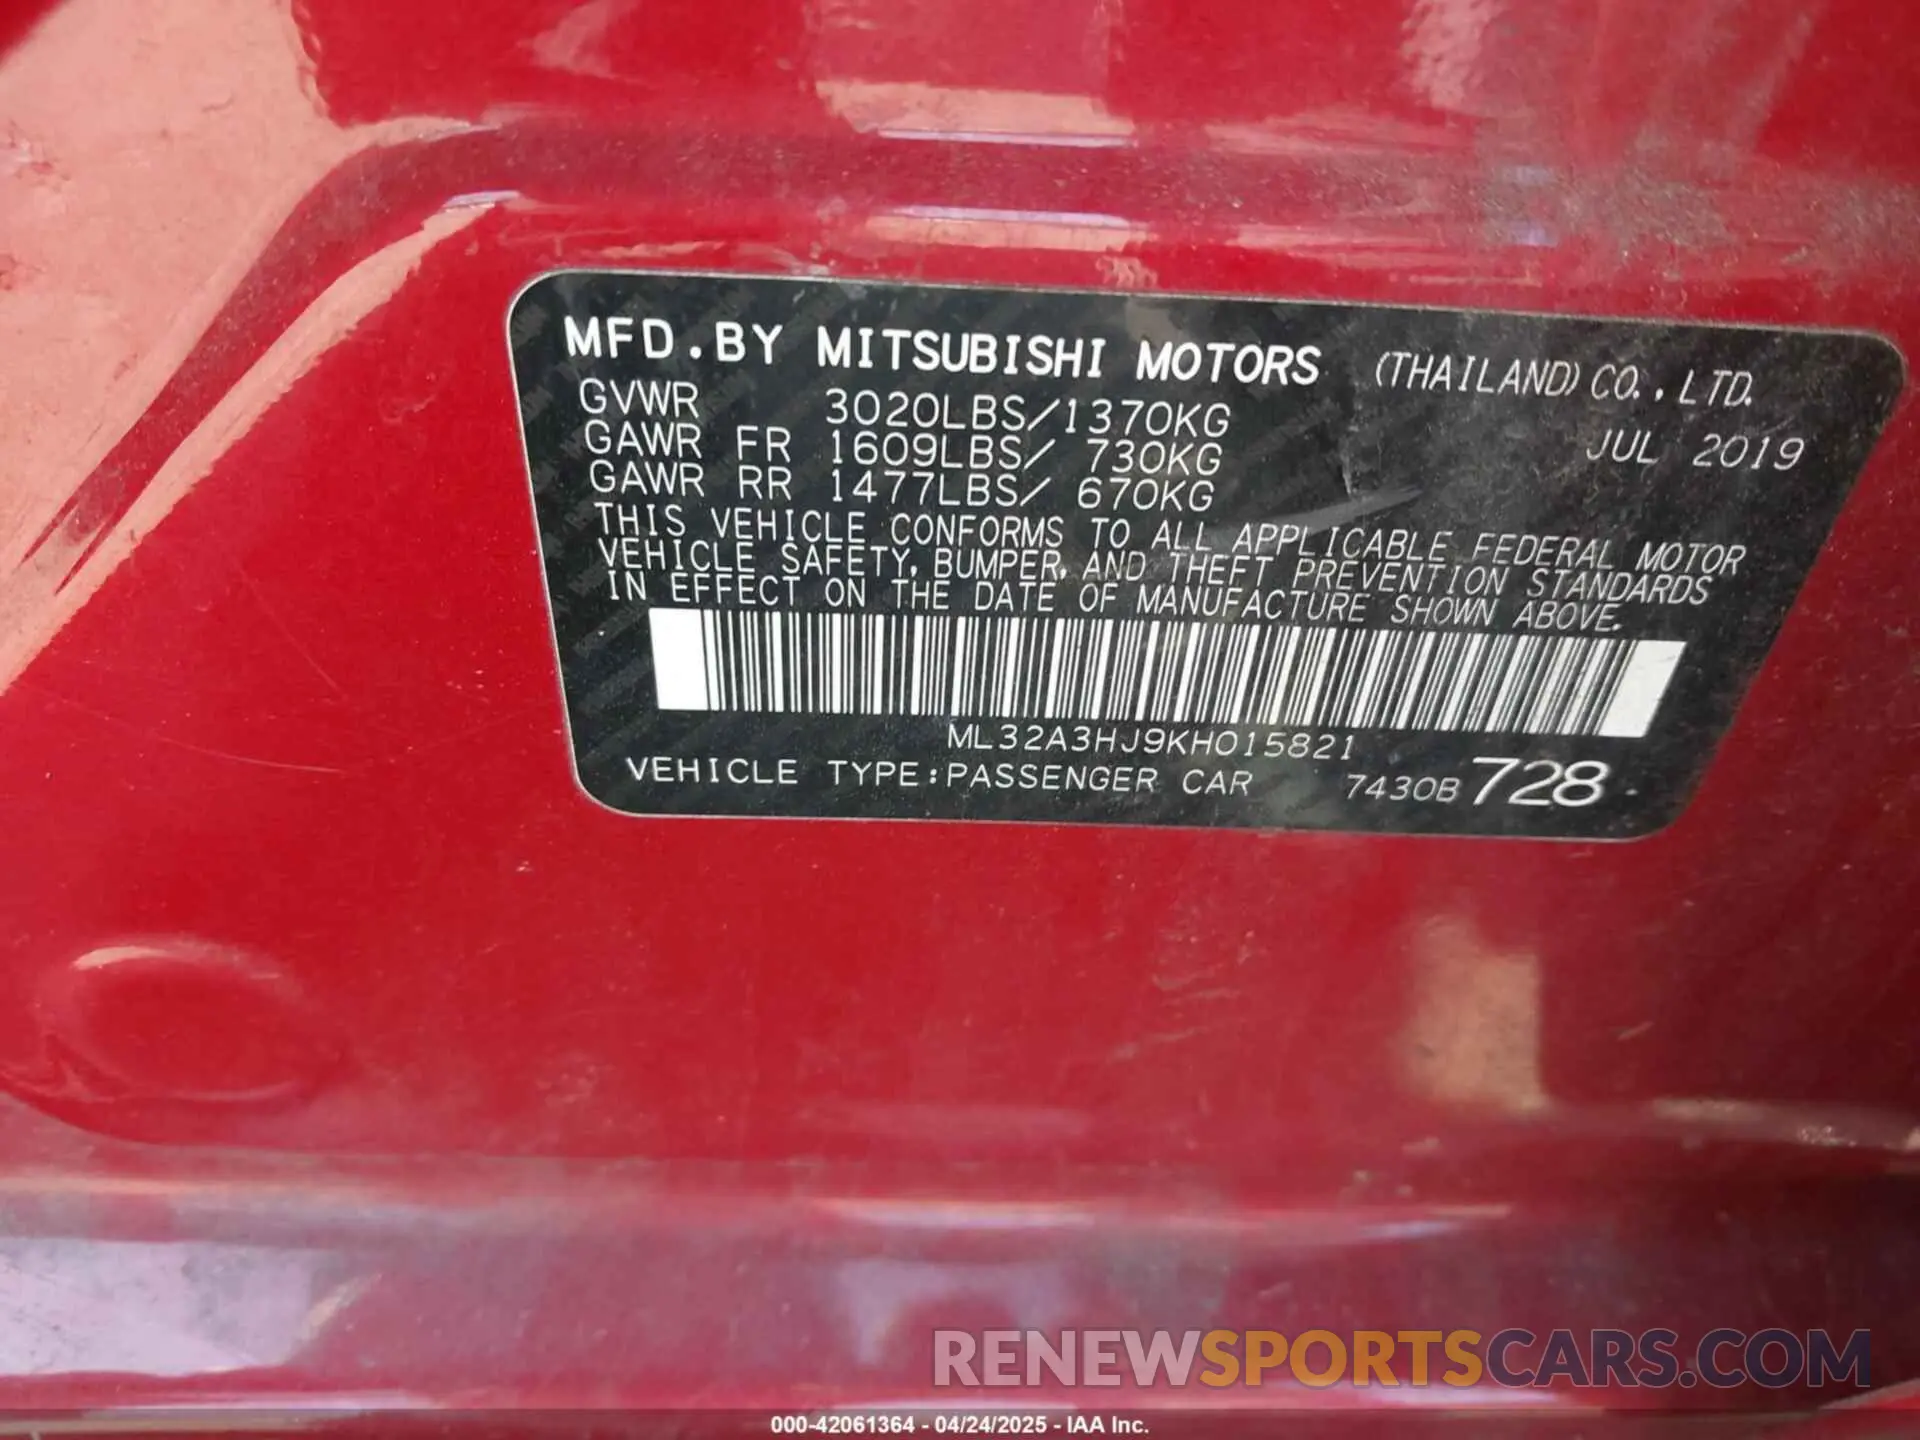 MFD.BY MITSUBISHI MOTORS (THAILAND) CO.,LTD.
GVWR 3020LBS/1370KG JUL 2019
GAWR FR 1609LBS/ 730KG
GAWR RR 1477LBS/ 670KG
THIS VEHICLE CONFORMS TO ALL APPLICABLE FEDERAL MOTOR
VEHICLE SAFETY, BUMPER, AND THEFT PREVENTION STANDARDS
IN EFFECT ON THE DATE OF MANUFACTURE SHOWN ABOVE.
ML32A3HJ9KH015821
VEHICLE TYPE:PASSENGER CAR 7430B 728
RENEWSPORTSCARS.COM
000-42061364 - 04/24/2025 - IAA Inc.